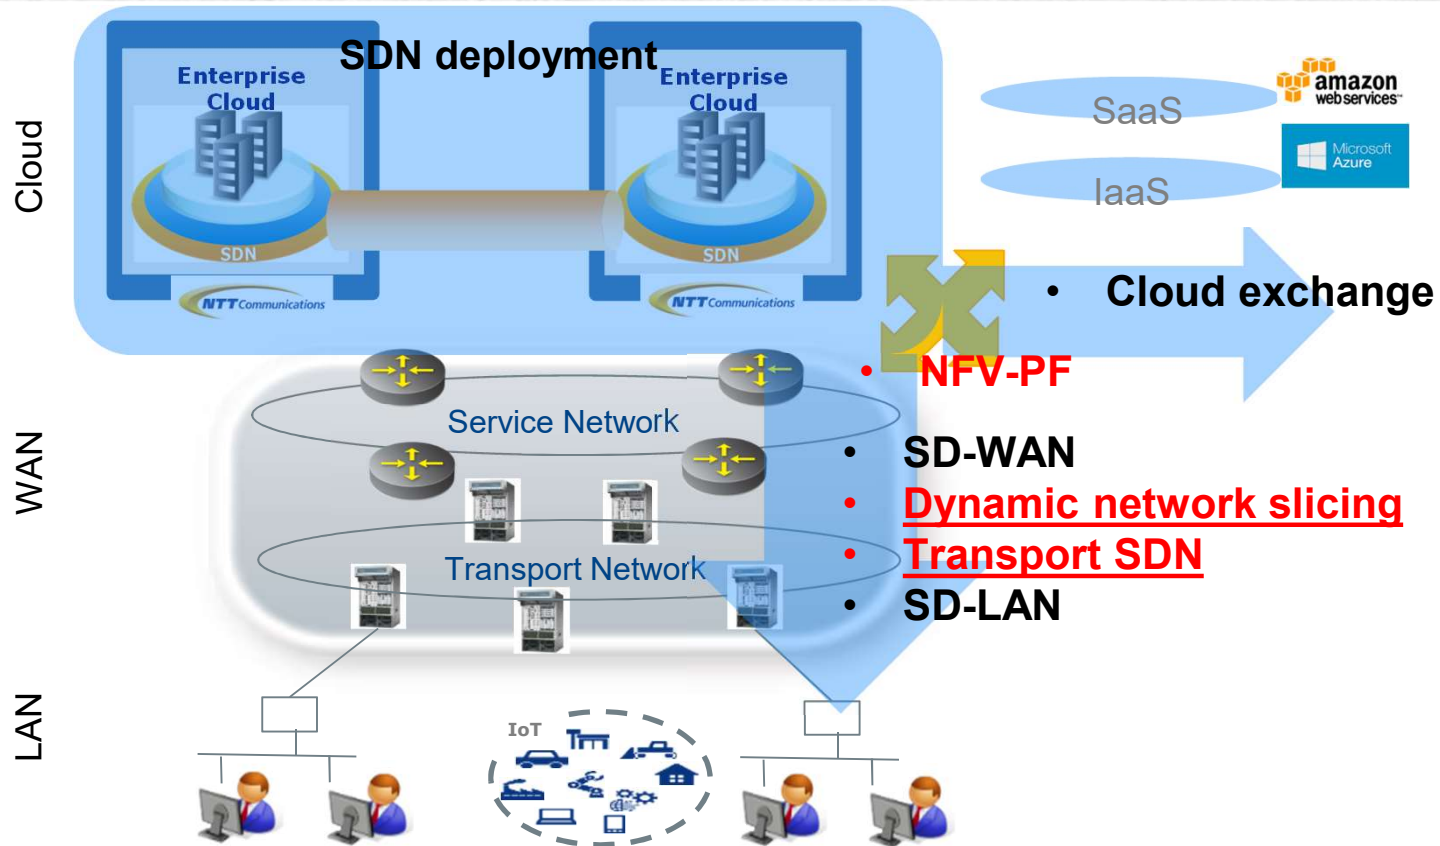 SDN deployment
Enterprise
Cloud
SDN
NTT Communications
Enterprise
Cloud
SDN
NTT Communications
SaaS
amazon
webservices™
IaaS
Microsoft
Azure
Cloud
• Cloud exchange
• NFV-PF
Service Network
• SD-WAN
• Dynamic network slicing
• Transport SDN
• SD-LAN
WAN
Transport Network
LAN
IoT